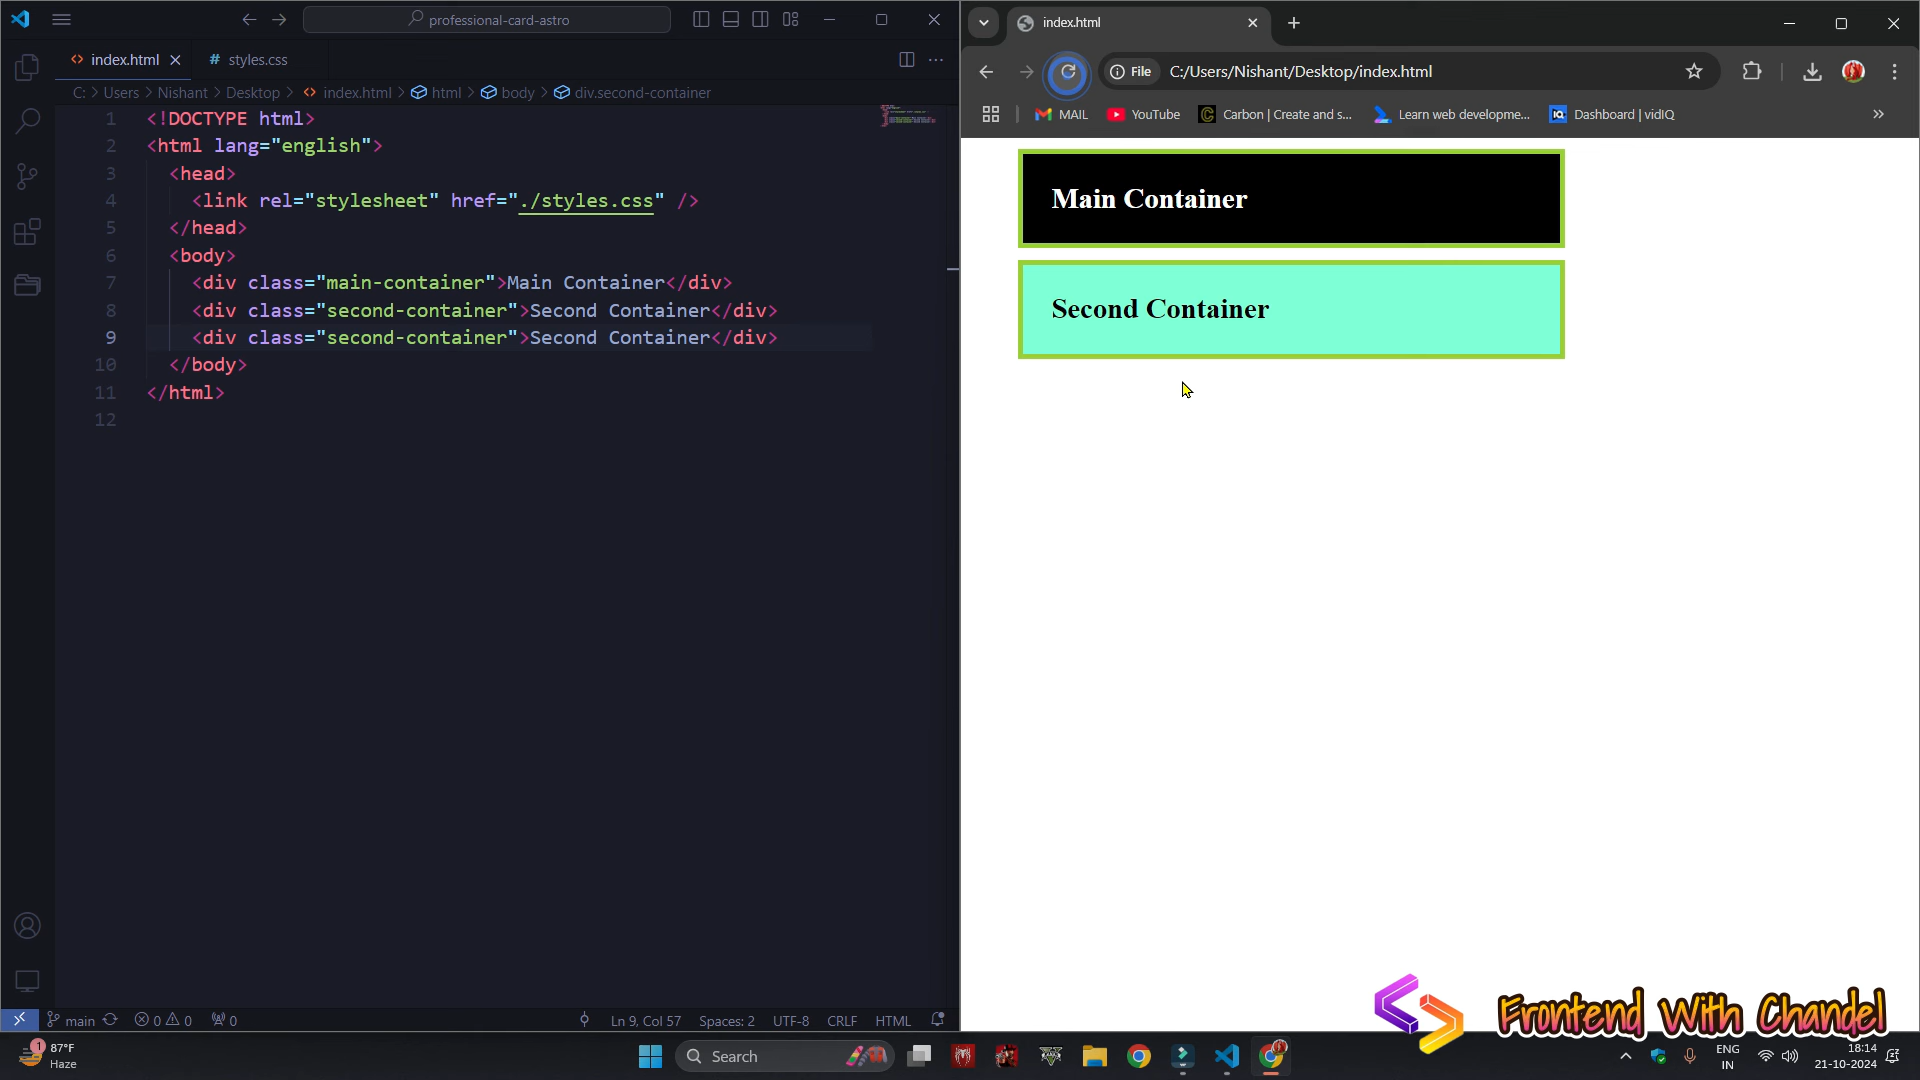 professional-card-astro
index.html
# styles.css
C: > Users > Nishant > Desktop > index.html > html > body > div.second-container
1 <!DOCTYPE html>
2 <html lang="english">
3 <head>
4 <link rel="stylesheet" href="./styles.css" />
5 </head>
6 <body>
7 <div class="main-container">Main Container</div>
8 <div class="second-container">Second Container</div>
9 <div class="second-container">Second Container</div>
10 </body>
11 </html>
12
main
0 0
0
Ln 9, Col 57
Spaces: 2
UTF-8
CRLF
HTML
index.html
File
C:/Users/Nishant/Desktop/index.html
MAIL
YouTube
Carbon | Create and s...
Learn web developme...
IQ
Dashboard | vidIQ
Main Container
Second Container
Frontend With Chandel
1
87°F
Haze
Search
ENG
IN
18:14
21-10-2024